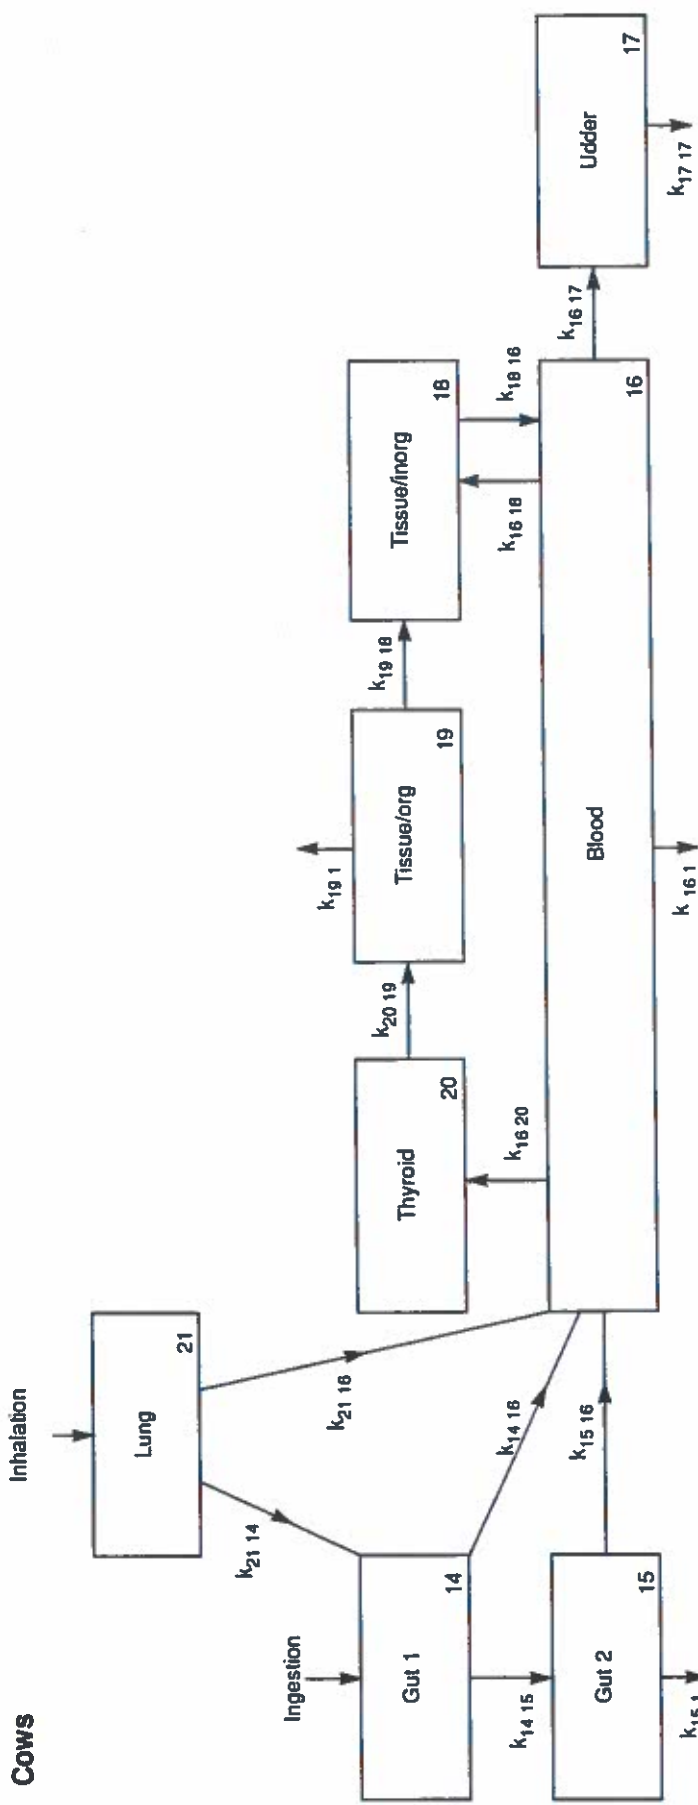 Cows
Inhalation
Lung
21
k21 14
k21 16
Ingestion
Gut 1
14
k14 15
k14 16
Gut 2
15
k15 1
k15 16
Thyroid
20
k16 20
k20 19
Tissue/org
19
k19 1
k19 18
Tissue/inorg
18
k16 18
k18 16
Blood
16
k16 1
k16 17
Udder
17
k17 17